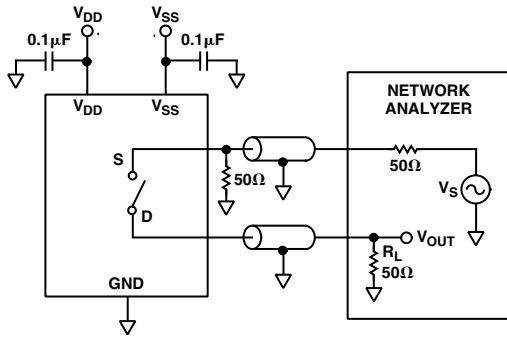 VDD
VSS
0.1µF
0.1µF
VDD
VSS
NETWORK
ANALYZER
S
50Ω
50Ω
VS
D
VOUT
RL
50Ω
GND